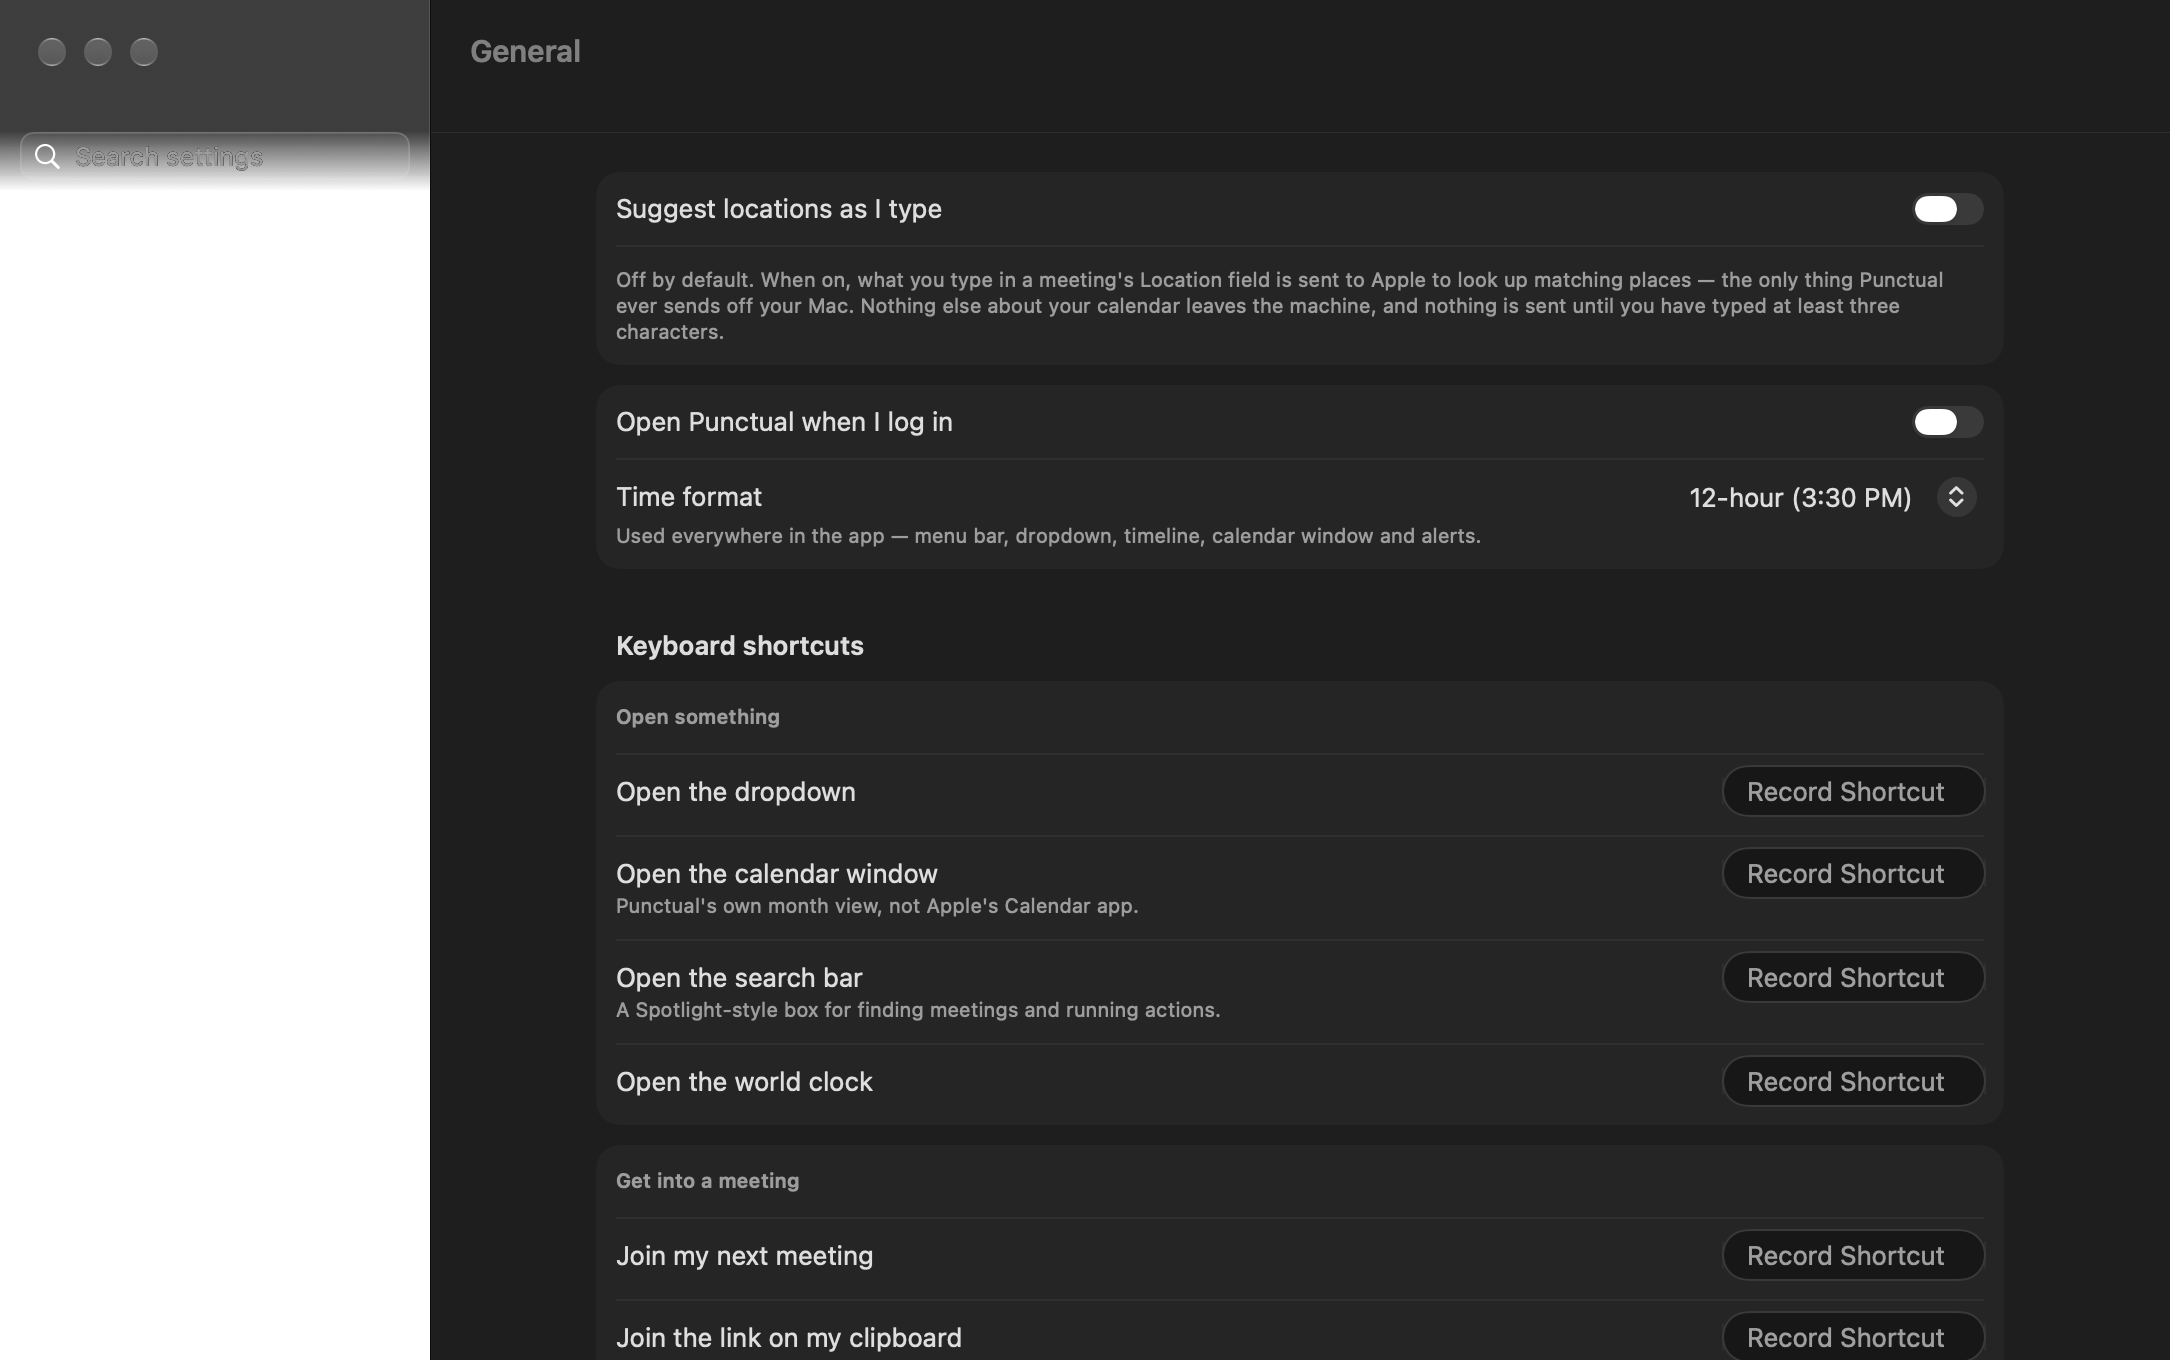 General
Search settings
Suggest locations as I type
Off by default. When on, what you type in a meeting's Location field is sent to Apple to look up matching places — the only thing Punctual
ever sends off your Mac. Nothing else about your calendar leaves the machine, and nothing is sent until you have typed at least three
characters.
Open Punctual when I log in
Time format
12-hour (3:30 PM)
Used everywhere in the app — menu bar, dropdown, timeline, calendar window and alerts.
Keyboard shortcuts
Open something
Open the dropdown
Record Shortcut
Open the calendar window
Record Shortcut
Punctual's own month view, not Apple's Calendar app.
Open the search bar
Record Shortcut
A Spotlight-style box for finding meetings and running actions.
Open the world clock
Record Shortcut
Get into a meeting
Join my next meeting
Record Shortcut
Join the link on my clipboard
Record Shortcut